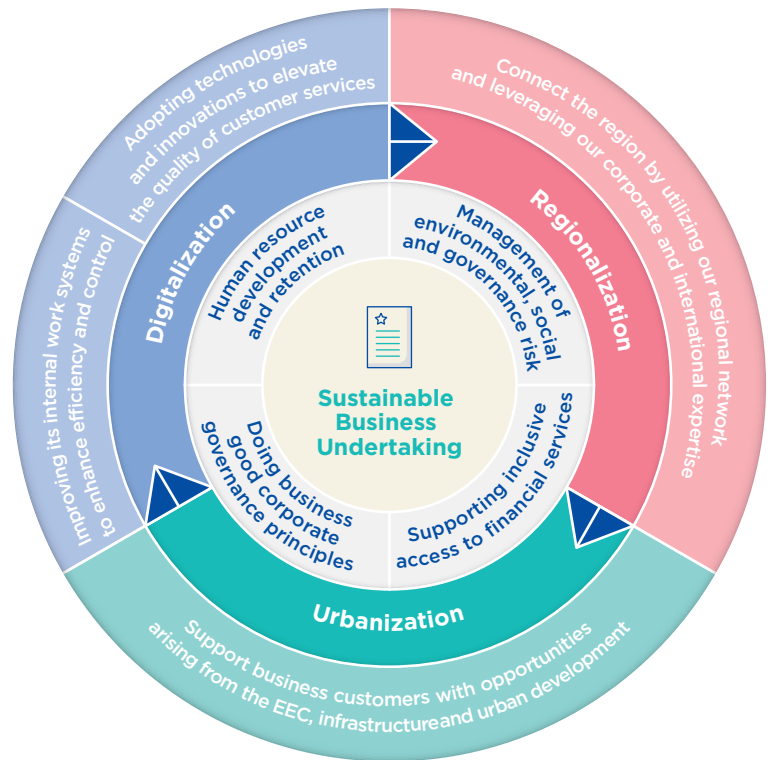 Adopting technologies
and innovations to elevate
the quality of customer services
Connect the region by utilizing our regional network
and leveraging our corporate and international expertise
Improving its internal work systems
to enhance efficiency and control
Support business customers with opportunities
arising from the EEC, infrastructureand urban development
Digitalization
Regionalization
Urbanization
Human resource
development
and retention
Management of
environmental, social
and governance risk
Doing business
good corporate
governance principles
Supporting inclusive
access to financial services
Sustainable
Business
Undertaking